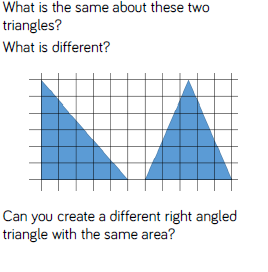 What is the same about these two
triangles?
What is different?
Can you create a different right angled
triangle with the same area?